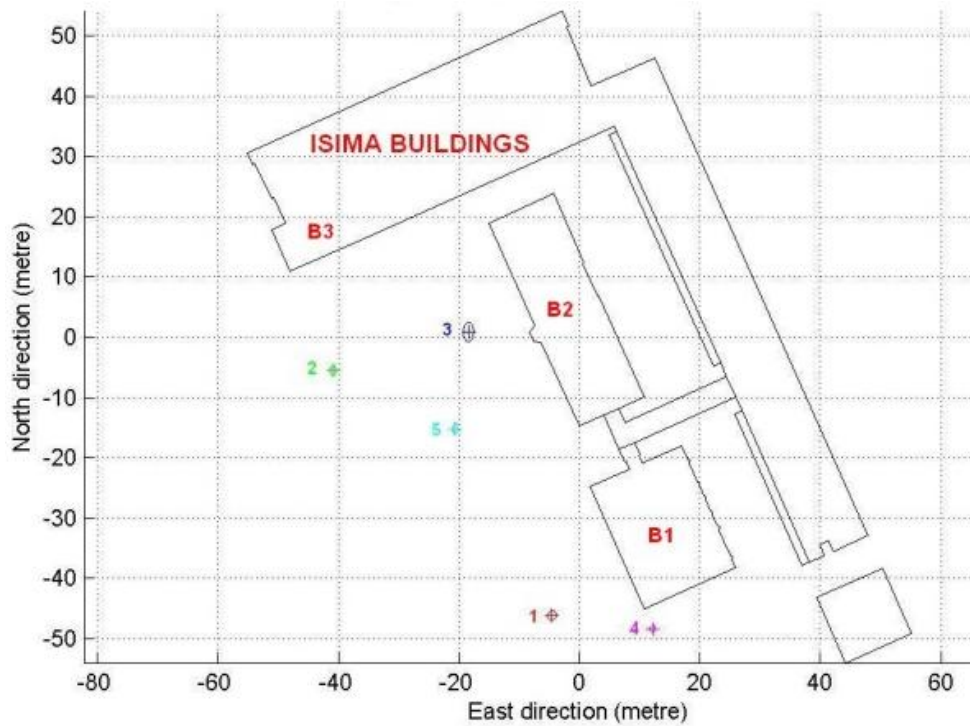 50
40
30
20
10
0
-10
-20
-30
-40
-50
North direction (metre)
ISIMA BUILDINGS
B3
B2
3
2
5
B1
1
4
-80 -60 -40 -20 0 20 40 60
East direction (metre)